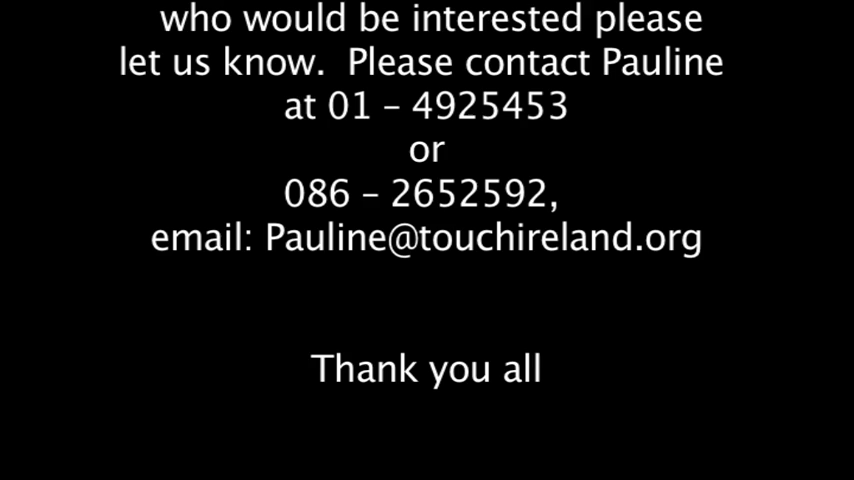 who would be interested please
let us know. Please contact Pauline
at 01 – 4925453
or
086 – 2652592,
email: Pauline@touchireland.org
Thank you all